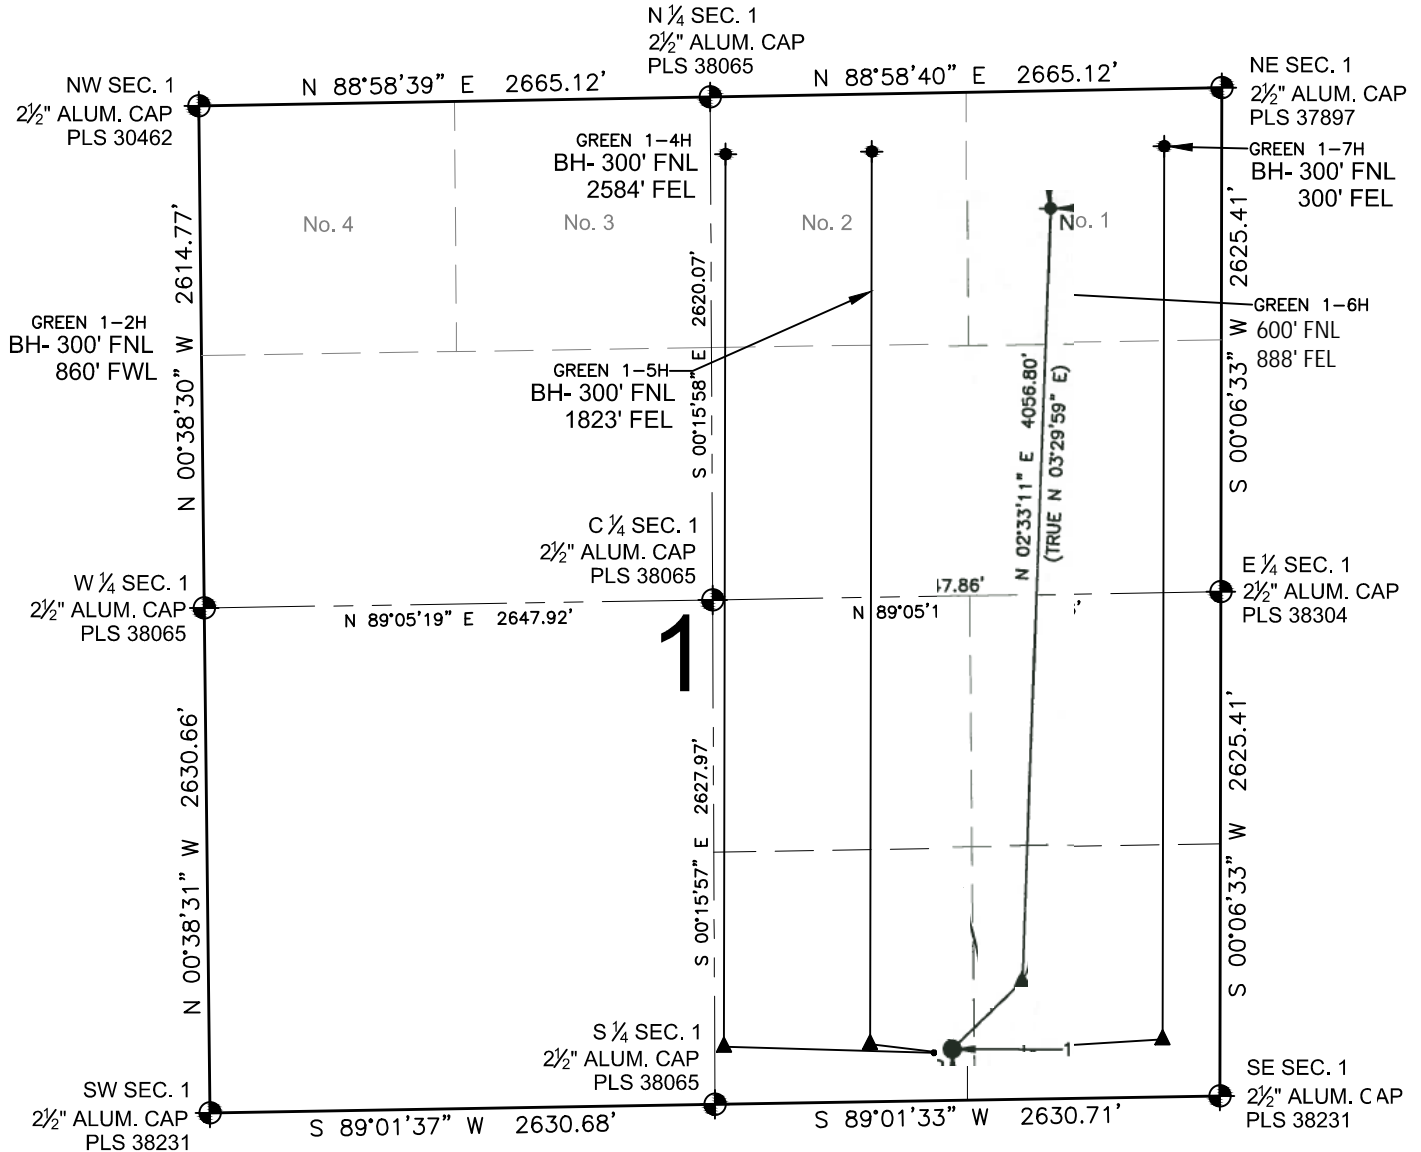 N ¼ SEC. 1
2½" ALUM. CAP
PLS 38065
NW SEC. 1
2½" ALUM. CAP
PLS 30462
N 88°58'39" E 2665.12'
N 88°58'40" E 2665.12'
NE SEC. 1
2½" ALUM. CAP
PLS 37897
GREEN 1-4H
BH- 300' FNL
2584' FEL
GREEN 1-7H
BH- 300' FNL
300' FEL
No. 4
No. 3
No. 2
No. 1
N 00°38'30" W 2614.77'
S 00°15'58" E 2620.07'
S 00°06'33" W 2625.41'
GREEN 1-2H
BH- 300' FNL
860' FWL
GREEN 1-5H
BH- 300' FNL
1823' FEL
GREEN 1-6H
600' FNL
888' FEL
N 02°33'11" E 4056.80'
(TRUE N 03°29'59" E)
C ¼ SEC. 1
2½" ALUM. CAP
PLS 38065
W ¼ SEC. 1
2½" ALUM. CAP
PLS 38065
E ¼ SEC. 1
2½" ALUM. CAP
PLS 38304
N 89°05'19" E 2647.92'
47.86'
N 89°05'1
1
N 00°38'31" W 2630.66'
S 00°15'57" E 2627.97'
S 00°06'33" W 2625.41'
S ¼ SEC. 1
2½" ALUM. CAP
PLS 38065
1
SW SEC. 1
2½" ALUM. CAP
PLS 38231
SE SEC. 1
2½" ALUM. CAP
PLS 38231
S 89°01'37" W 2630.68'
S 89°01'33" W 2630.71'